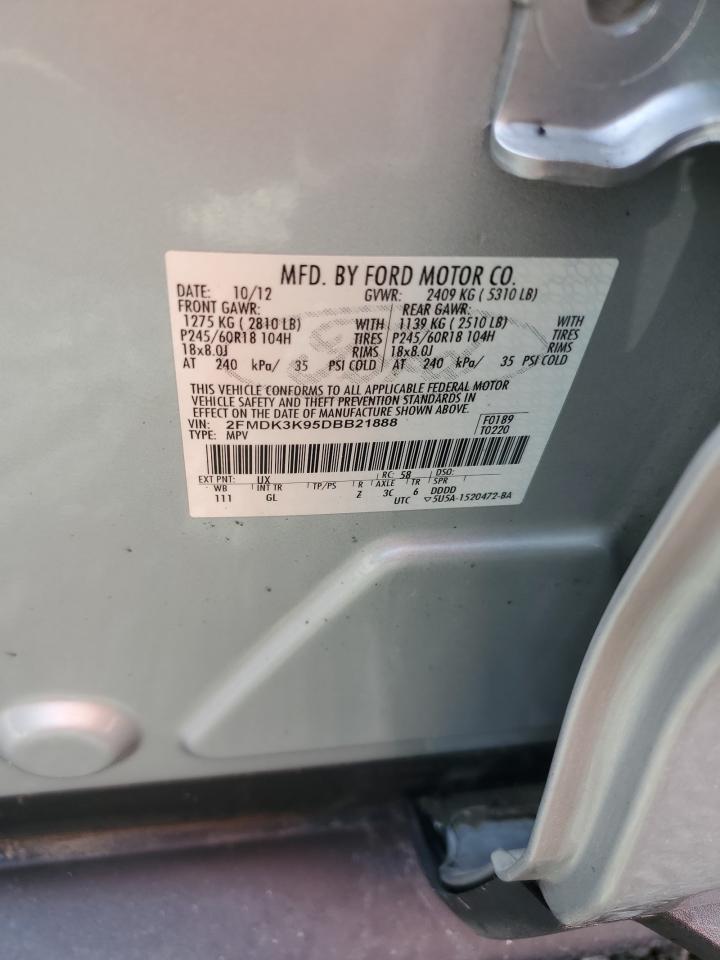 MFD. BY FORD MOTOR CO.
DATE: 10/12 GVWR: 2409 KG ( 5310 LB)
FRONT GAWR: REAR GAWR:
1275 KG ( 2810 LB) WITH 1139 KG ( 2510 LB) WITH
P245/60R18 104H TIRES P245/60R18 104H TIRES
18x8.0J RIMS 18x8.0J RIMS
AT 240 kPa/ 35 PSI COLD AT 240 kPa/ 35 PSI COLD
THIS VEHICLE CONFORMS TO ALL APPLICABLE FEDERAL MOTOR
VEHICLE SAFETY AND THEFT PREVENTION STANDARDS IN
EFFECT ON THE DATE OF MANUFACTURE SHOWN ABOVE.
VIN: 2FMDK3K95DBB21888 F0189
TYPE: MPV T0220
EXT PNT: UX RC: 58 DSO:
WB INT TR TP/PS R AXLE TR SPR
111 GL Z 3C 6 DDDD
UTC ▽5U5A-1520472-BA
Ford